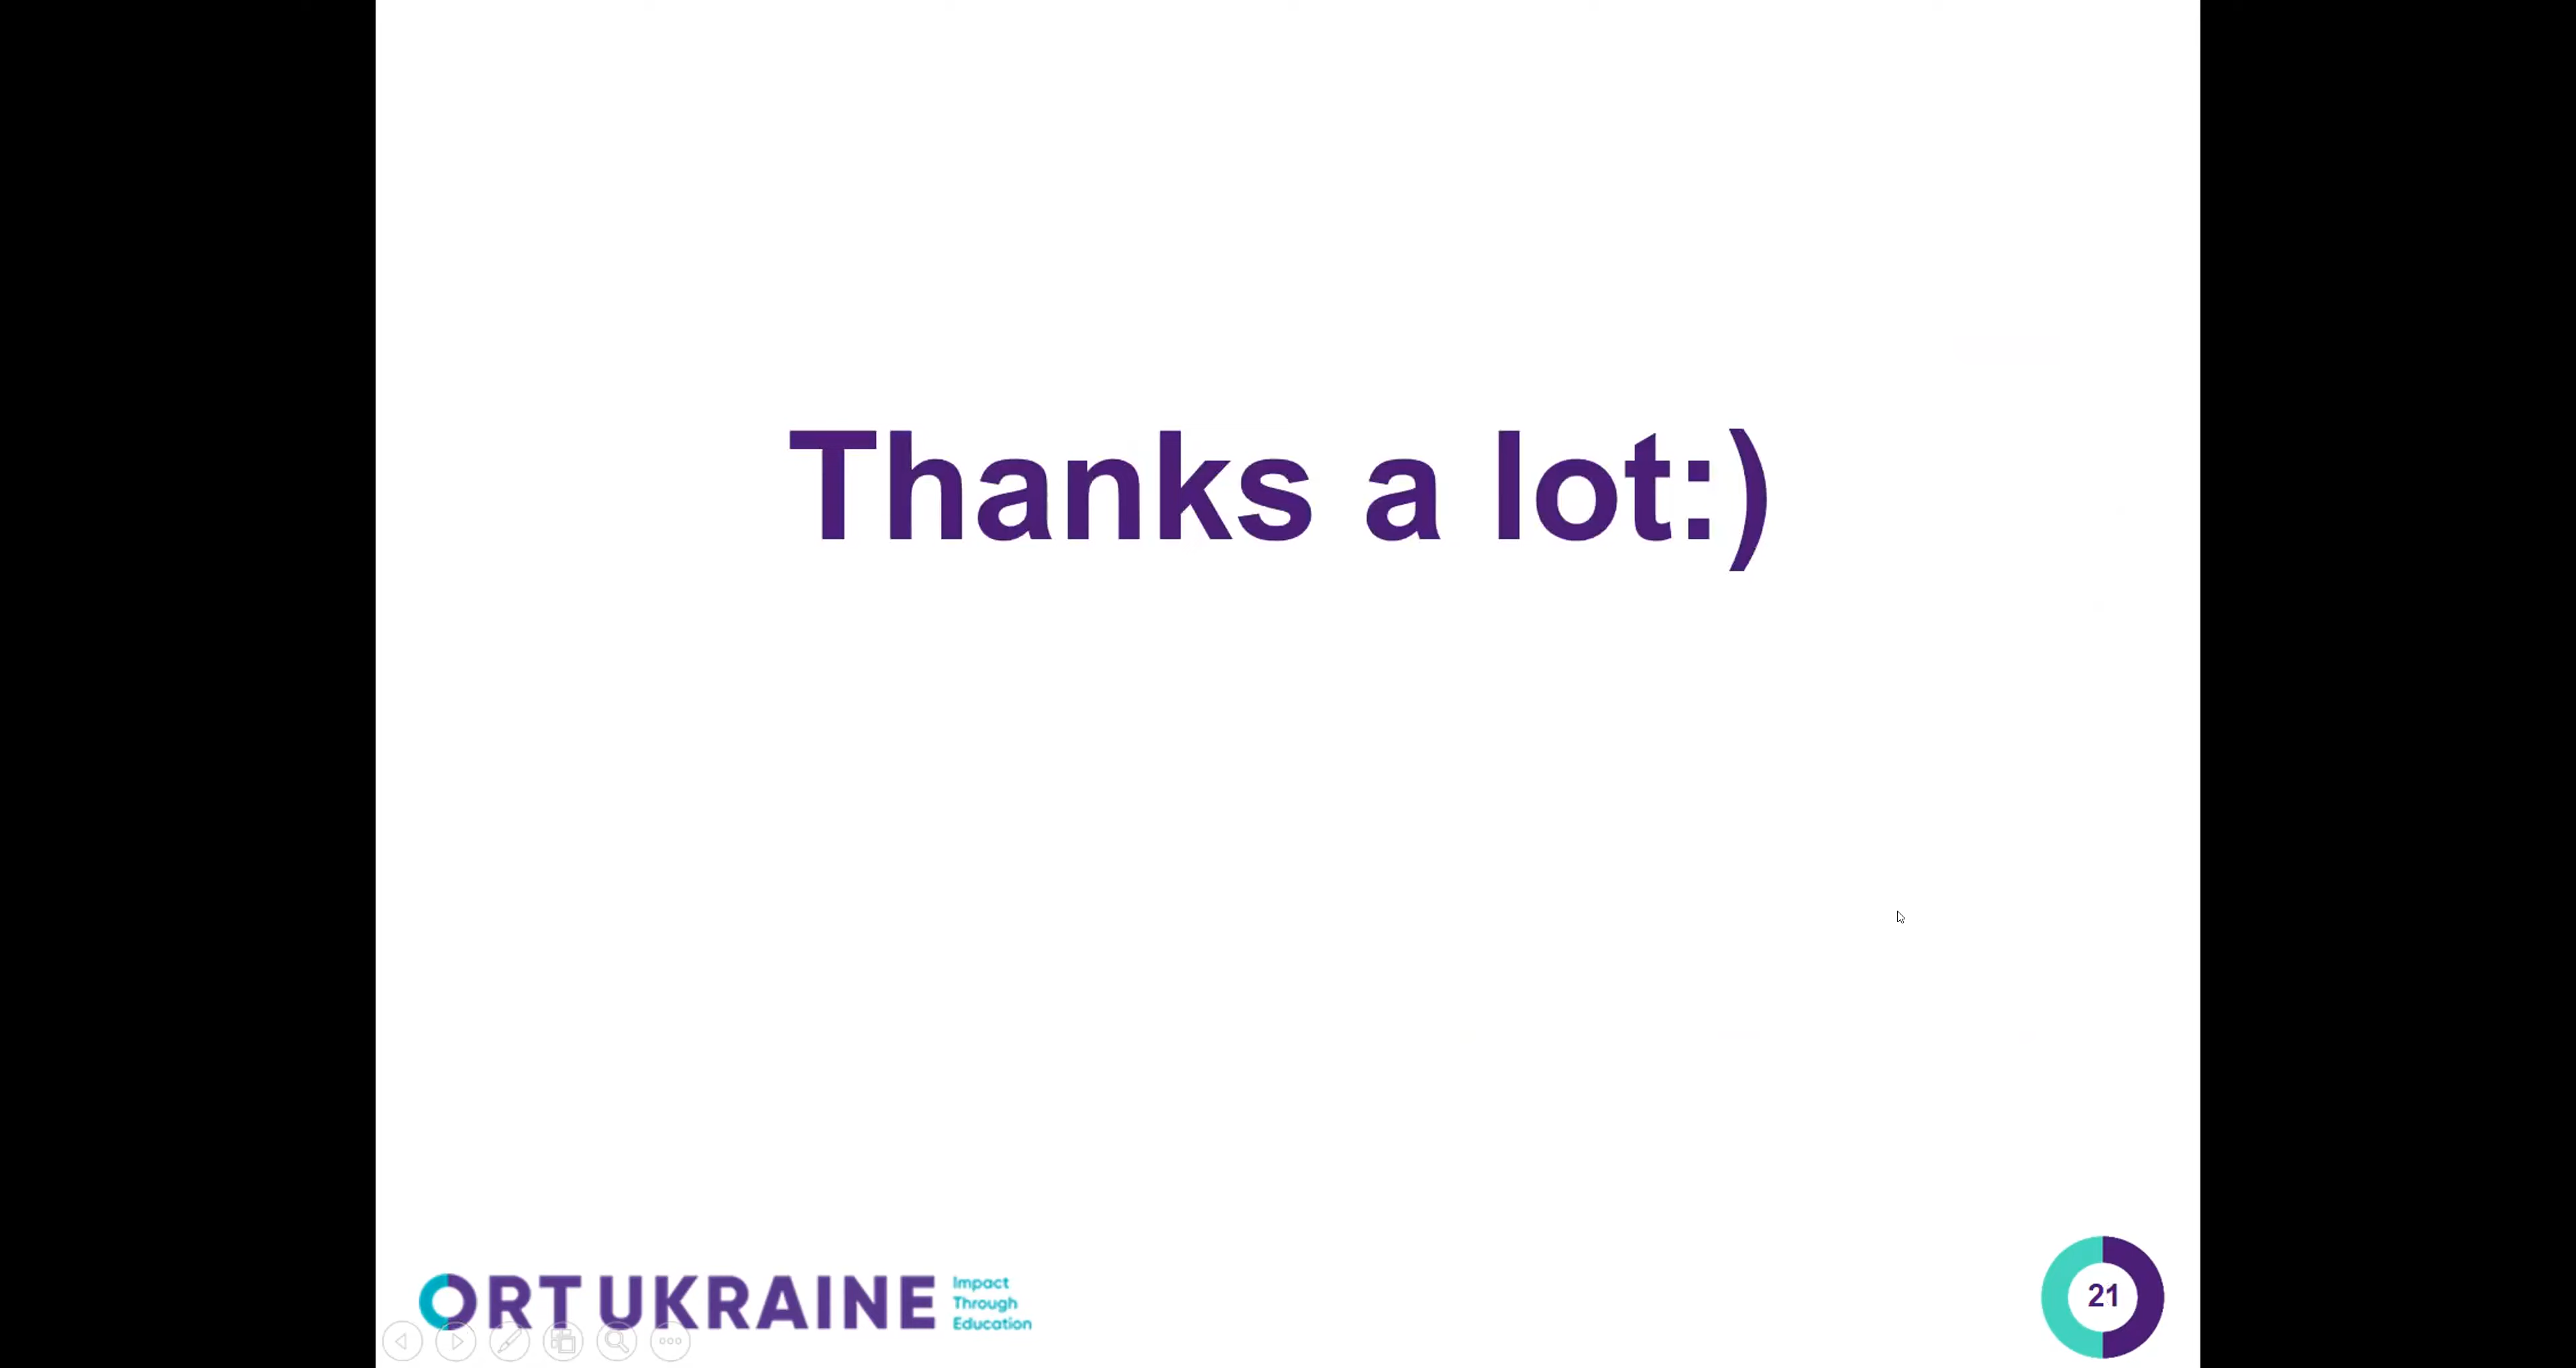 Thanks a lot:)
ORT UKRAINE
Impact
Through
Education
21